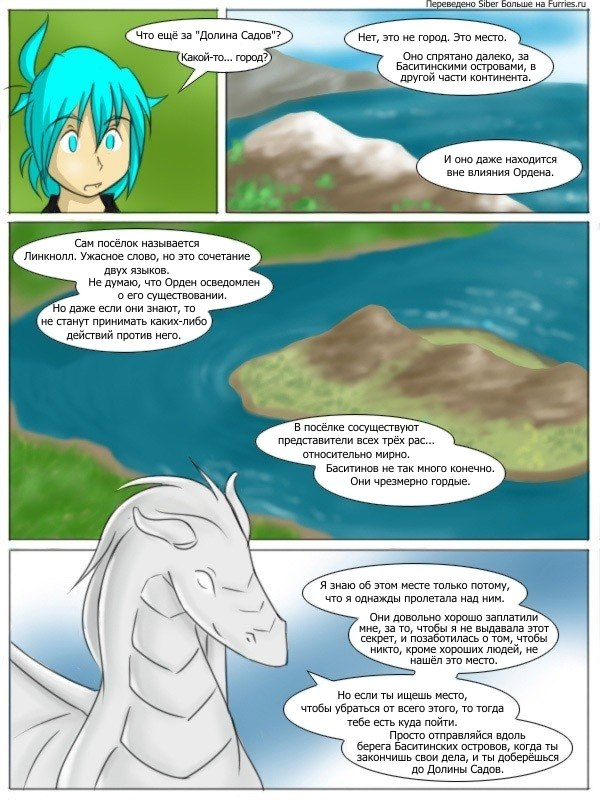 Переведено Siber Больше на Furries.ru
Что ещё за "Долина Садов"?
Какой-то... город?
Нет, это не город. Это место.
Оно спрятано далеко, за
Баситинскими островами, в
другой части континента.
И оно даже находится
вне влияния Ордена.
Сам посёлок называется
Линкнолл. Ужасное слово, но это сочетание
двух языков.
Не думаю, что Орден осведомлен
о его существовании.
Но даже если они знают, то
не станут принимать каких-либо
действий против него.
В посёлке сосуществуют
представители всех трёх рас...
относительно мирно.
Баситинов не так много конечно.
Они чрезмерно гордые.
Я знаю об этом месте только потому,
что я однажды пролетала над ним.
Они довольно хорошо заплатили
мне, за то, чтобы я не выдавала этот
секрет, и позаботилась о том, чтобы
никто, кроме хороших людей, не
нашёл это место.
Но если ты ищешь место,
чтобы убраться от всего этого, то тогда
тебе есть куда пойти.
Просто отправляйся вдоль
берега Баситинских островов, когда ты
закончишь свои дела, и ты доберёшься
до Долины Садов.